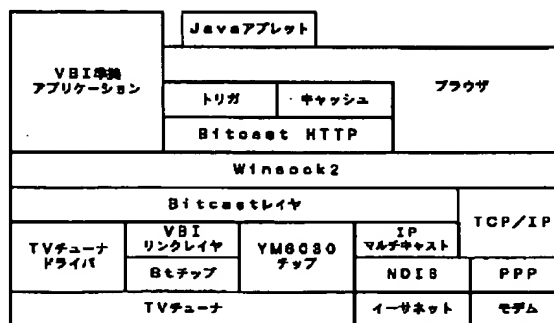 Javaアプレット
VBI準拠
アプリケーション
ブラウザ
トリガ
キャッシュ
Bitcast HTTP
Winsock2
Bitcastレイヤ
TCP/IP
TVチューナ
ドライバ
VBI
リンクレイヤ
YM6030
チップ
IP
マルチキャスト
Btチップ
NDIS
PPP
TVチューナ
イーサネット
モデム